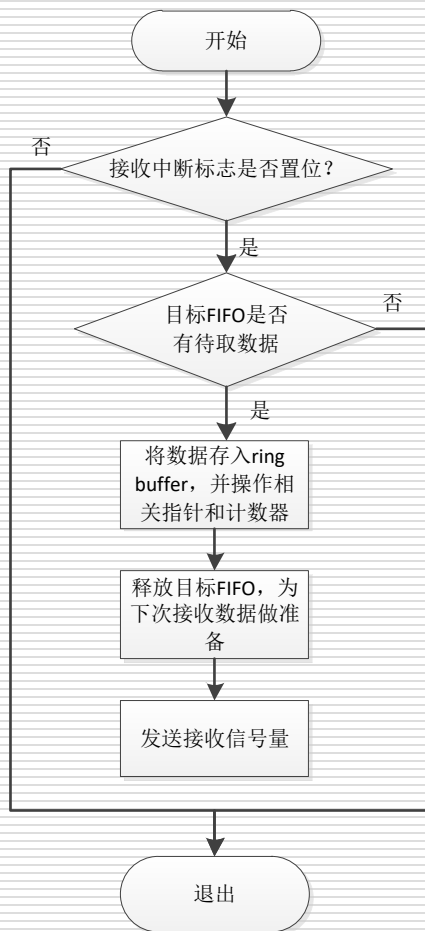 开始
否
接收中断标志是否置位？
是
目标FIFO是否
有待取数据
否
是
将数据存入ring
buffer，并操作相
关指针和计数器
释放目标FIFO，为
下次接收数据做准
备
发送接收信号量
退出